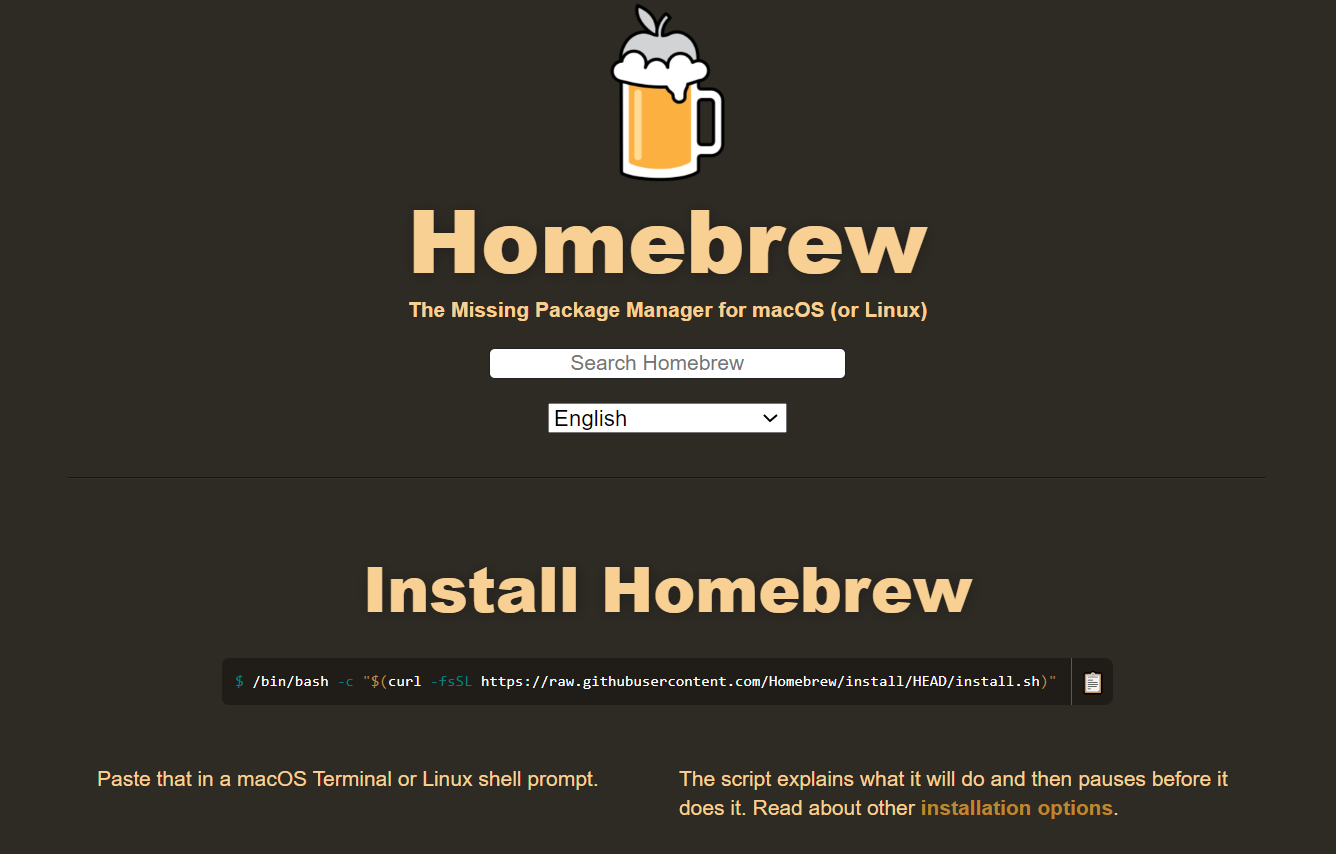 Homebrew
The Missing Package Manager for macOS (or Linux)
Search Homebrew
English
Install Homebrew
$ /bin/bash -c "$(curl -fsSL https://raw.githubusercontent.com/Homebrew/install/HEAD/install.sh)"
Paste that in a macOS Terminal or Linux shell prompt.
The script explains what it will do and then pauses before it
does it. Read about other installation options.